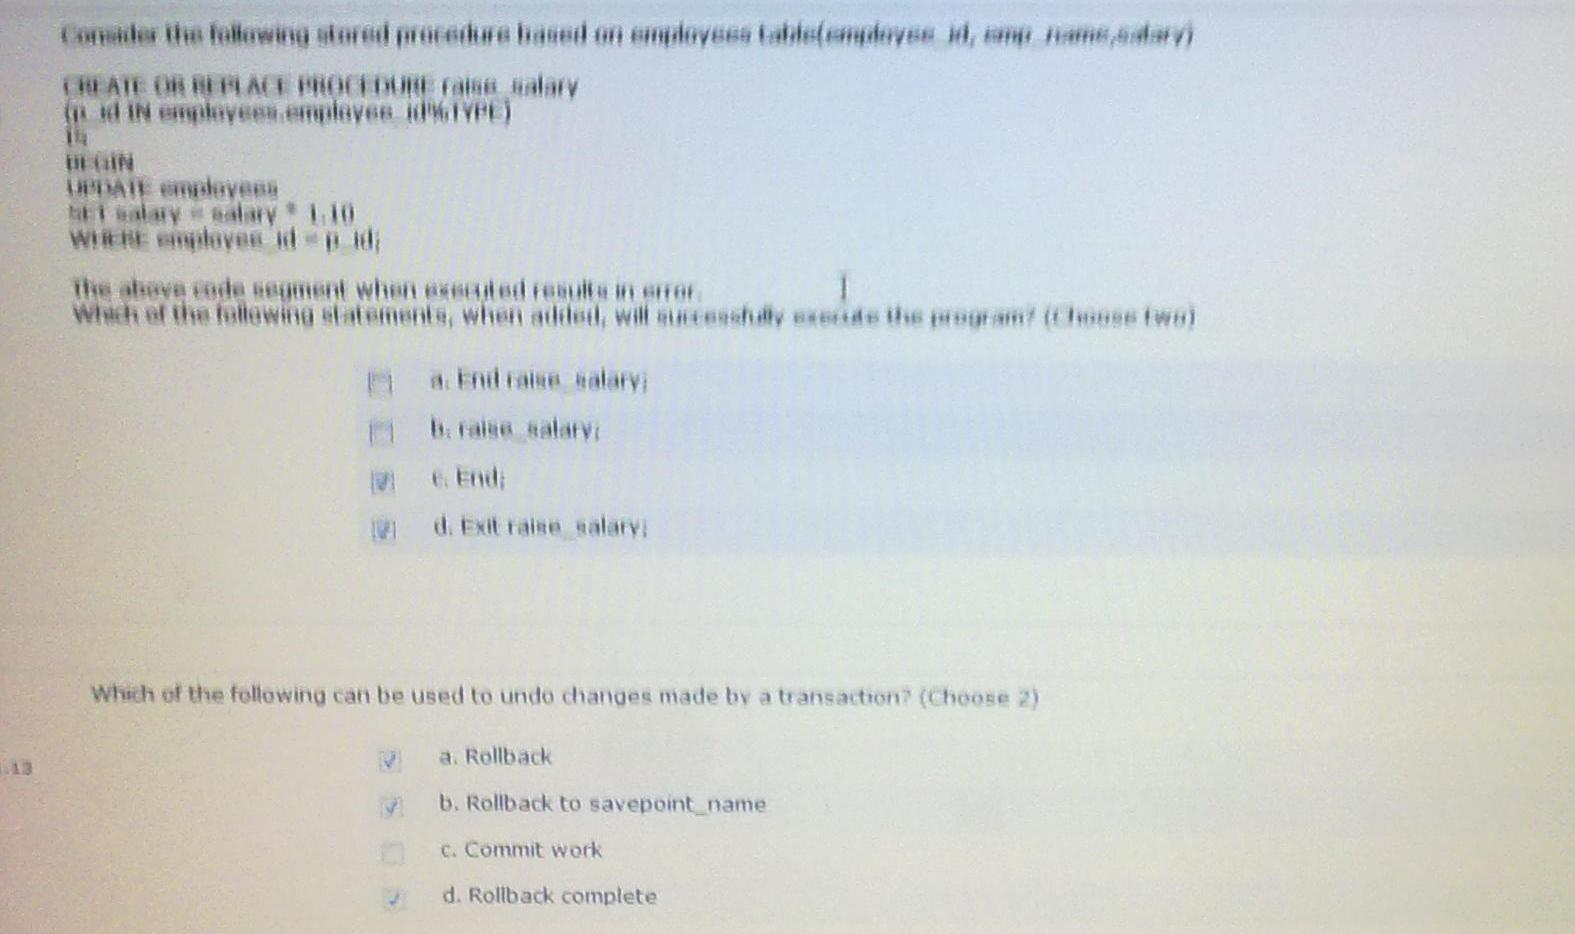 Consider the following stored procedure based on employees table(employee_id, emp_name,salary)
CREATE OR REPLACE PROCEDURE raise_salary
(p_id IN employees.employee_id%TYPE)
IS
BEGIN
UPDATE employees
SET salary = salary * 1.10
WHERE employee_id = p_id;
The above code segment when executed results in error.
Which of the following statements, when added, will successfully execute the program? (Choose two)
a. End raise_salary;
b. raise_salary;
c. End;
d. Exit raise_salary;
Which of the following can be used to undo changes made by a transaction? (Choose 2)
a. Rollback
.13
b. Rollback to savepoint_name
c. Commit work
d. Rollback complete